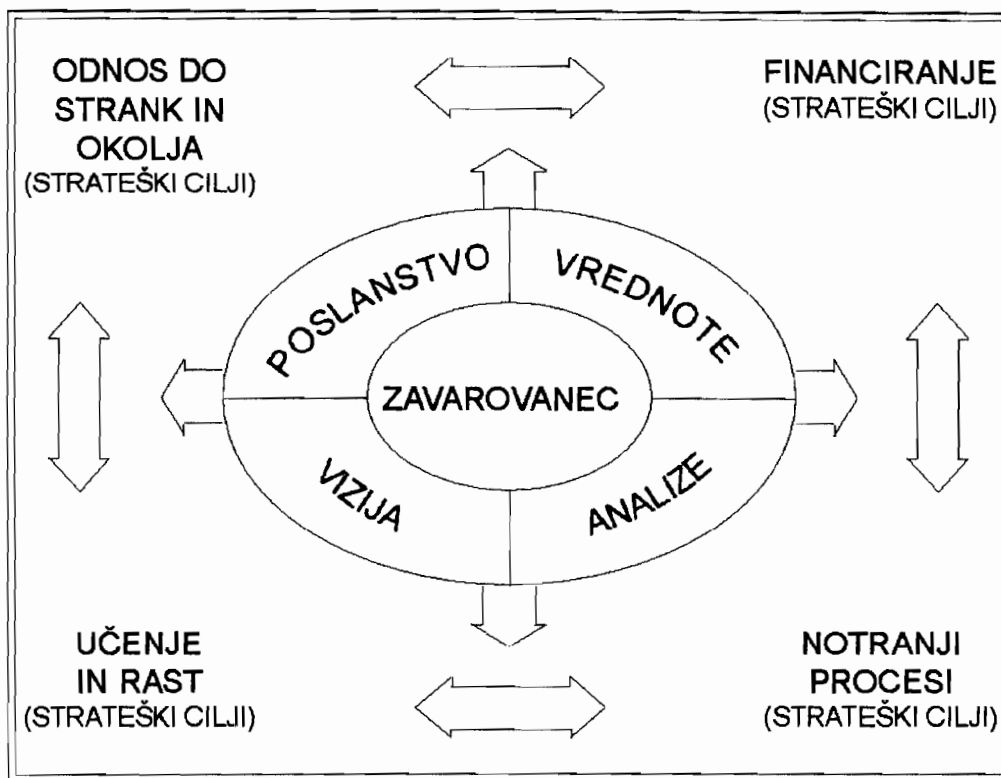 ODNOS DO
STRANK IN
OKOLJA
(STRATEŠKI CILJI)
FINANCIRANJE
(STRATEŠKI CILJI)
POSLANSTVO
VREDNOTE
ZAVAROVANEC
VIZIJA
ANALIZE
UČENJE
IN RAST
(STRATEŠKI CILJI)
NOTRANJI
PROCESI
(STRATEŠKI CILJI)